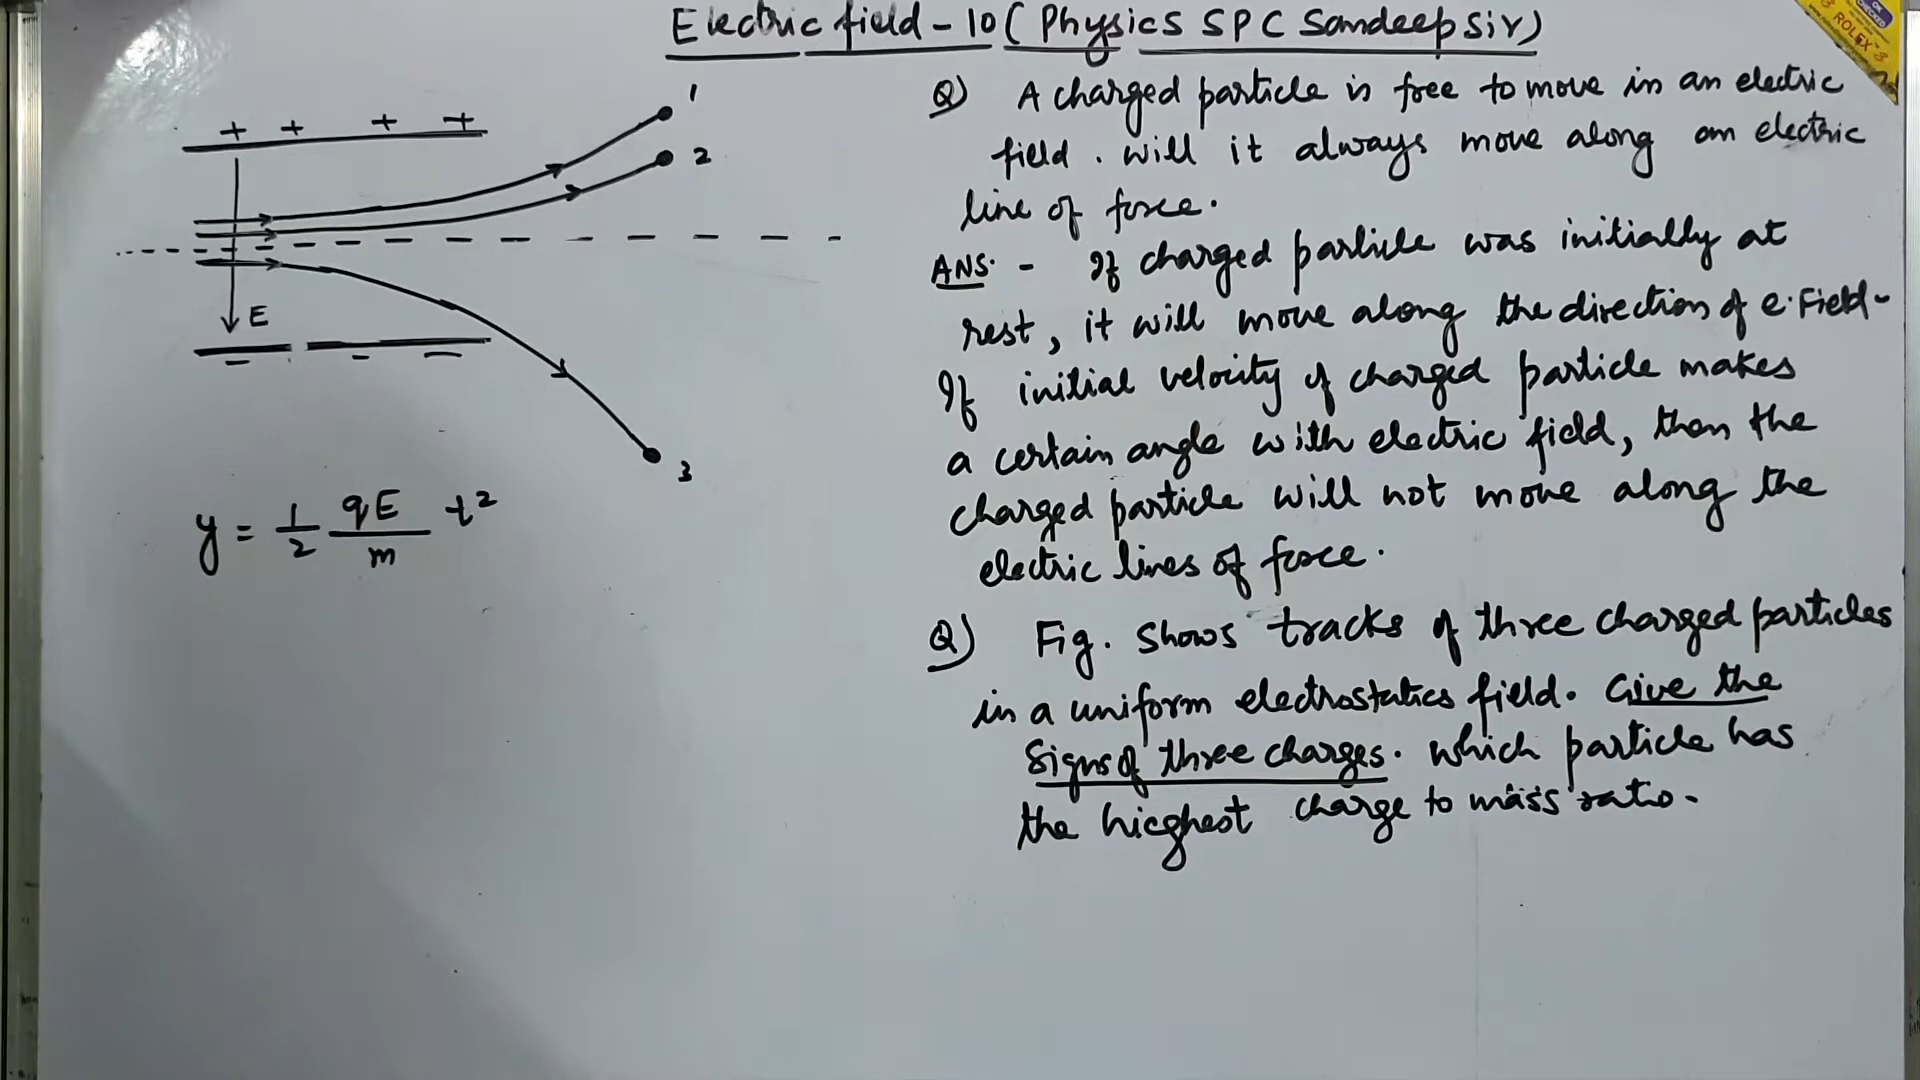 Electric field - 10 ( Physics SPC Sandeep Sir)
+ + + +
1
2
E
- - -
3
y = 1/2 qE/m t²
Q) A charged particle is free to move in an electric
field. will it always move along an electric
line of force.
ANS. - If charged particle was initially at
rest, it will move along the direction of e.Field-
If initial velocity of charged particle makes
a certain angle with electric field, then the
charged particle will not move along the
electric lines of force.
Q) Fig. shows tracks of three charged particles
in a uniform electrostatics field. Give the
signs of three charges. which particle has
the hieghest charge to mass ratio-
OK
CHECKED
ROLEX